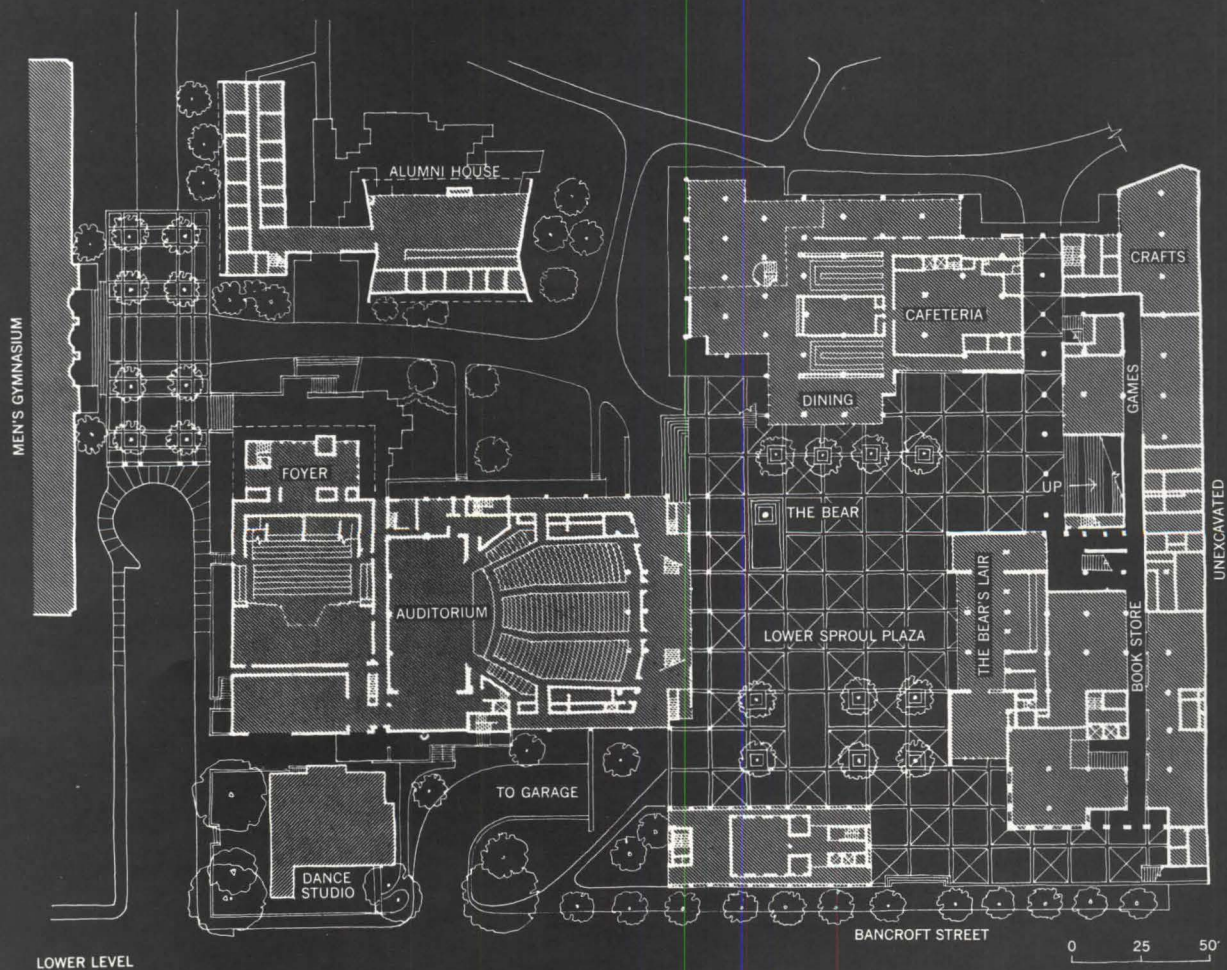 ALUMNI HOUSE
CRAFTS
CAFETERIA
MEN'S GYMNASIUM
GAMES
DINING
FOYER
UP
UNEXCAVATED
THE BEAR
AUDITORIUM
THE BEAR'S LAIR
LOWER SPROUL PLAZA
BOOK STORE
TO GARAGE
DANCE
STUDIO
BANCROFT STREET
0 25 50'
LOWER LEVEL